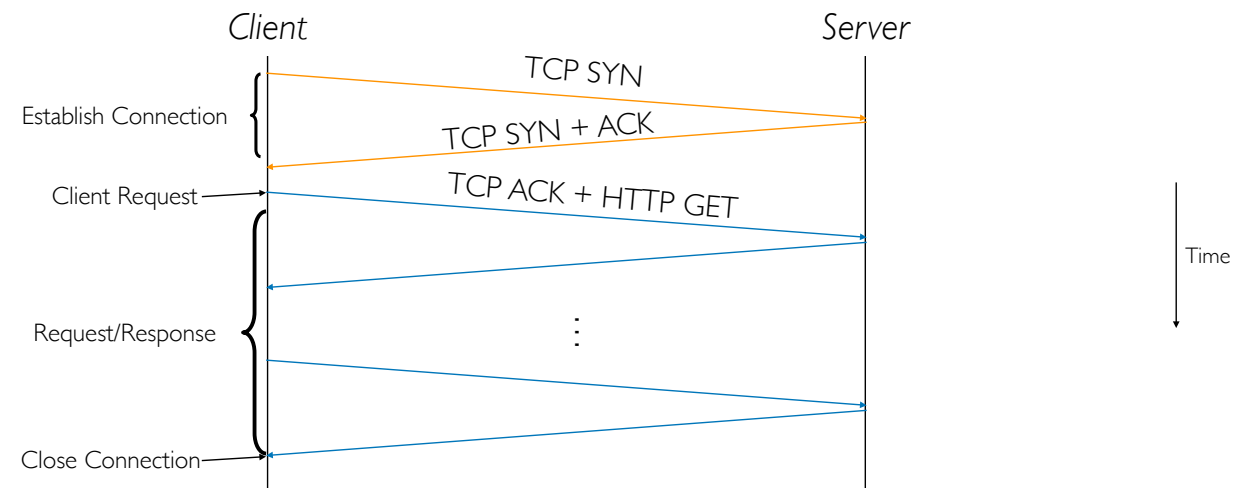 Client
Server
TCP SYN
Establish Connection
TCP SYN + ACK
Client Request
TCP ACK + HTTP GET
Time
Request/Response
...
Close Connection